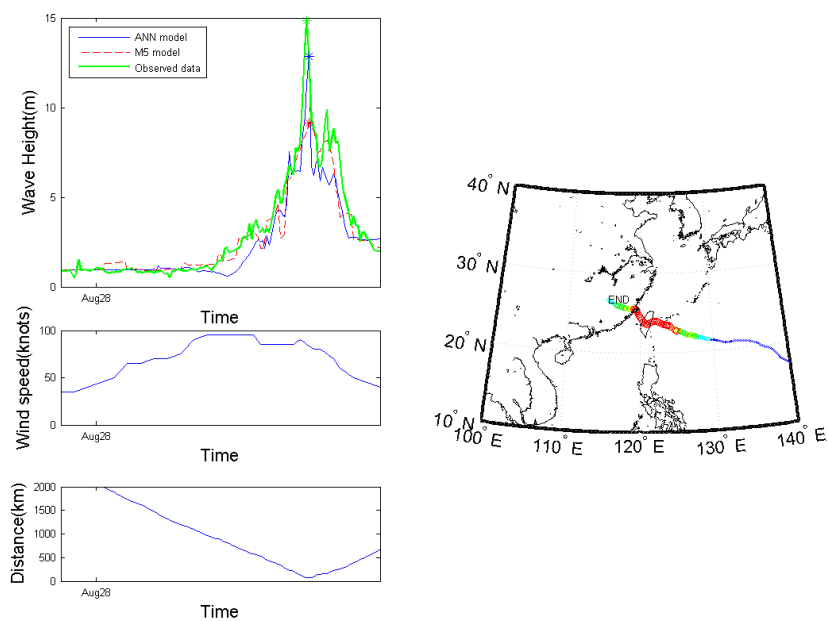 15
10
5
0
Wave Height(m)
ANN model
M5 model
Observed data
Aug28
Time
100
50
0
Wind speed(knots)
Aug28
Time
2000
1500
1000
500
0
Distance(km)
Aug28
Time
40° N
30° N
20° N
10° N
END
100° E
110° E
120° E
130° E
140° E